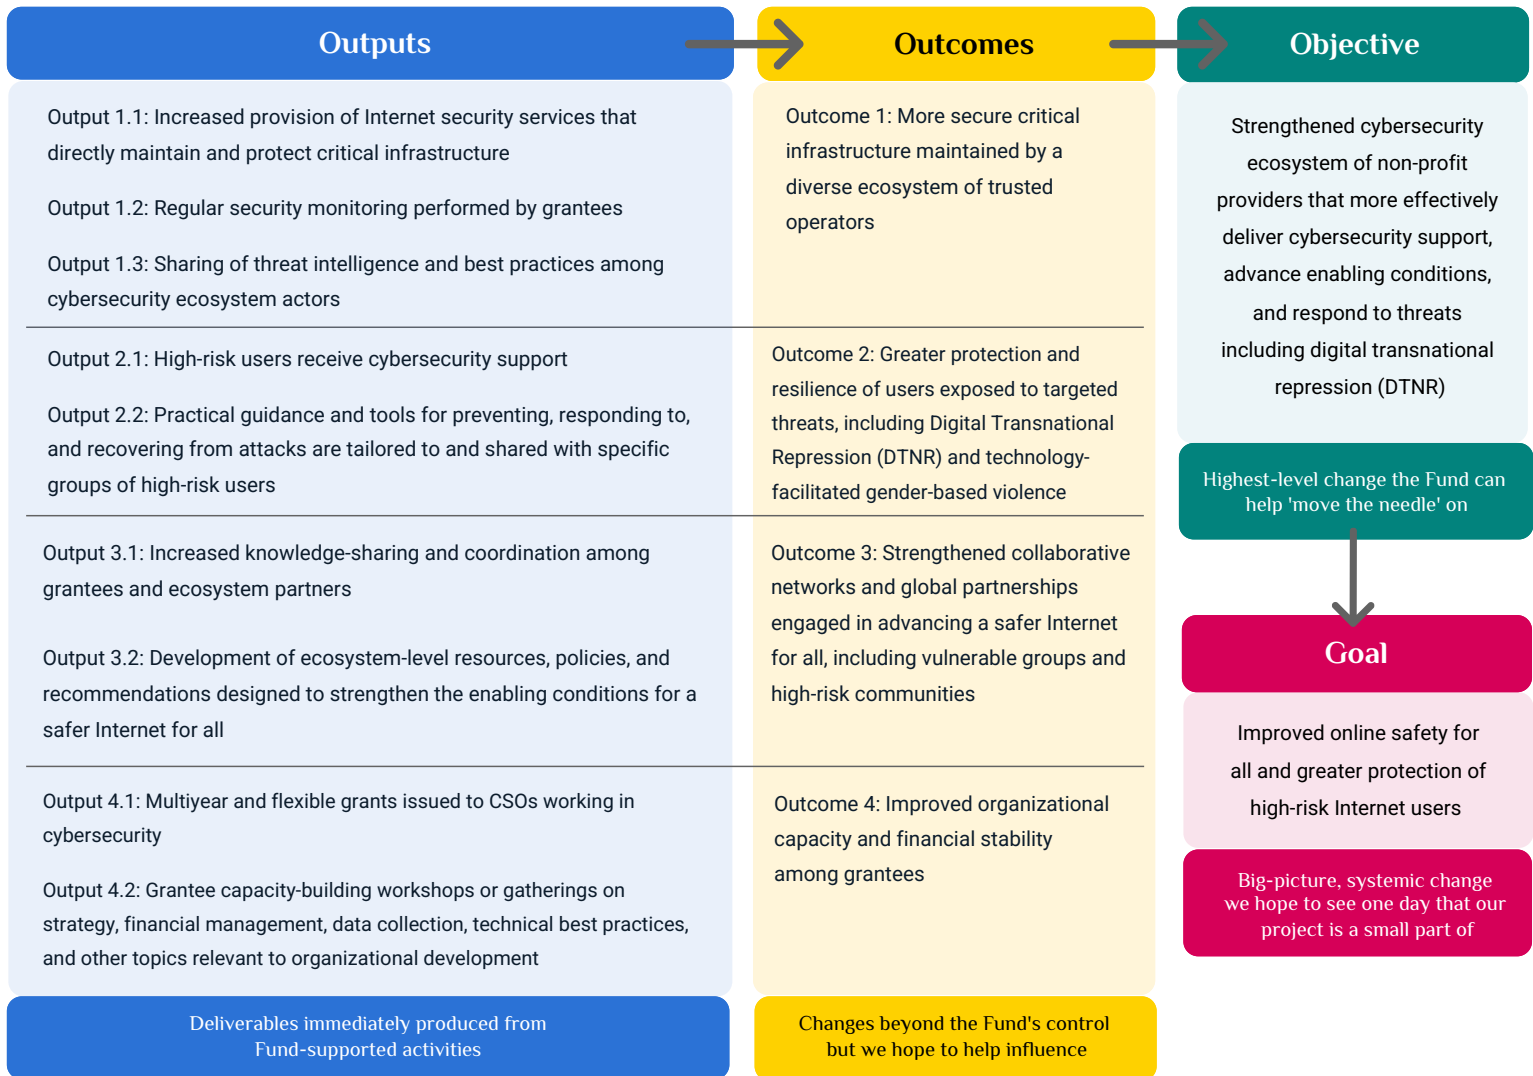 Outputs
Output 1.1: Increased provision of Internet security services that
directly maintain and protect critical infrastructure
Output 1.2: Regular security monitoring performed by grantees
Output 1.3: Sharing of threat intelligence and best practices among
cybersecurity ecosystem actors
Output 2.1: High-risk users receive cybersecurity support
Output 2.2: Practical guidance and tools for preventing, responding to,
and recovering from attacks are tailored to and shared with specific
groups of high-risk users
Output 3.1: Increased knowledge-sharing and coordination among
grantees and ecosystem partners
Output 3.2: Development of ecosystem-level resources, policies, and
recommendations designed to strengthen the enabling conditions for a
safer Internet for all
Output 4.1: Multiyear and flexible grants issued to CSOs working in
cybersecurity
Output 4.2: Grantee capacity-building workshops or gatherings on
strategy, financial management, data collection, technical best practices,
and other topics relevant to organizational development
Deliverables immediately produced from
Fund-supported activities
Outcomes
Outcome 1: More secure critical
infrastructure maintained by a
diverse ecosystem of trusted
operators
Outcome 2: Greater protection and
resilience of users exposed to targeted
threats, including Digital Transnational
Repression (DTNR) and technology-
facilitated gender-based violence
Outcome 3: Strengthened collaborative
networks and global partnerships
engaged in advancing a safer Internet
for all, including vulnerable groups and
high-risk communities
Outcome 4: Improved organizational
capacity and financial stability
among grantees
Changes beyond the Fund's control
but we hope to help influence
Objective
Strengthened cybersecurity
ecosystem of non-profit
providers that more effectively
deliver cybersecurity support,
advance enabling conditions,
and respond to threats
including digital transnational
repression (DTNR)
Highest-level change the Fund can
help 'move the needle' on
Goal
Improved online safety for
all and greater protection of
high-risk Internet users
Big-picture, systemic change
we hope to see one day that our
project is a small part of